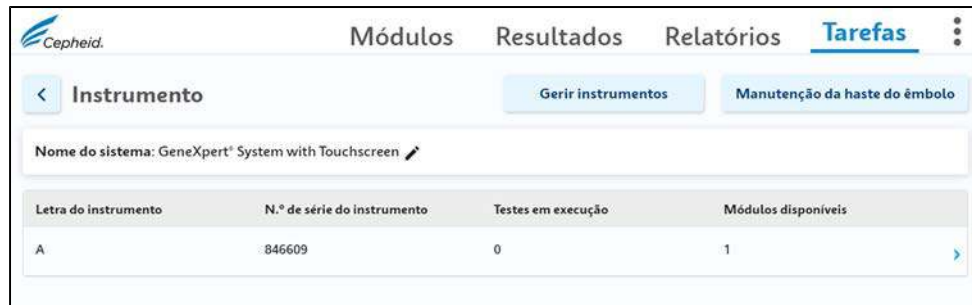 Cepheid. Módulos Resultados Relatórios Tarefas
Instrumento Gerir instrumentos Manutenção da haste do êmbolo
Nome do sistema: GeneXpert® System with Touchscreen
Letra do instrumento N.º de série do instrumento Testes em execução Módulos disponíveis
A 846609 0 1